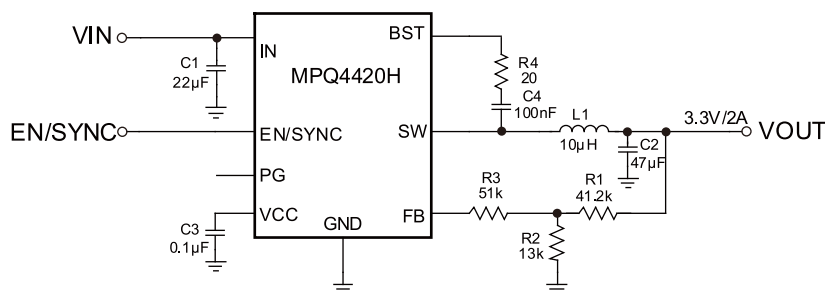 VIN
C1
22µF
EN/SYNC
IN
BST
MPQ4420H
EN/SYNC
SW
PG
VCC
FB
GND
C3
0.1µF
R4
20
C4
100nF
L1
10µH
3.3V/2A
VOUT
C2
47µF
R3
51k
R1
41.2k
R2
13k